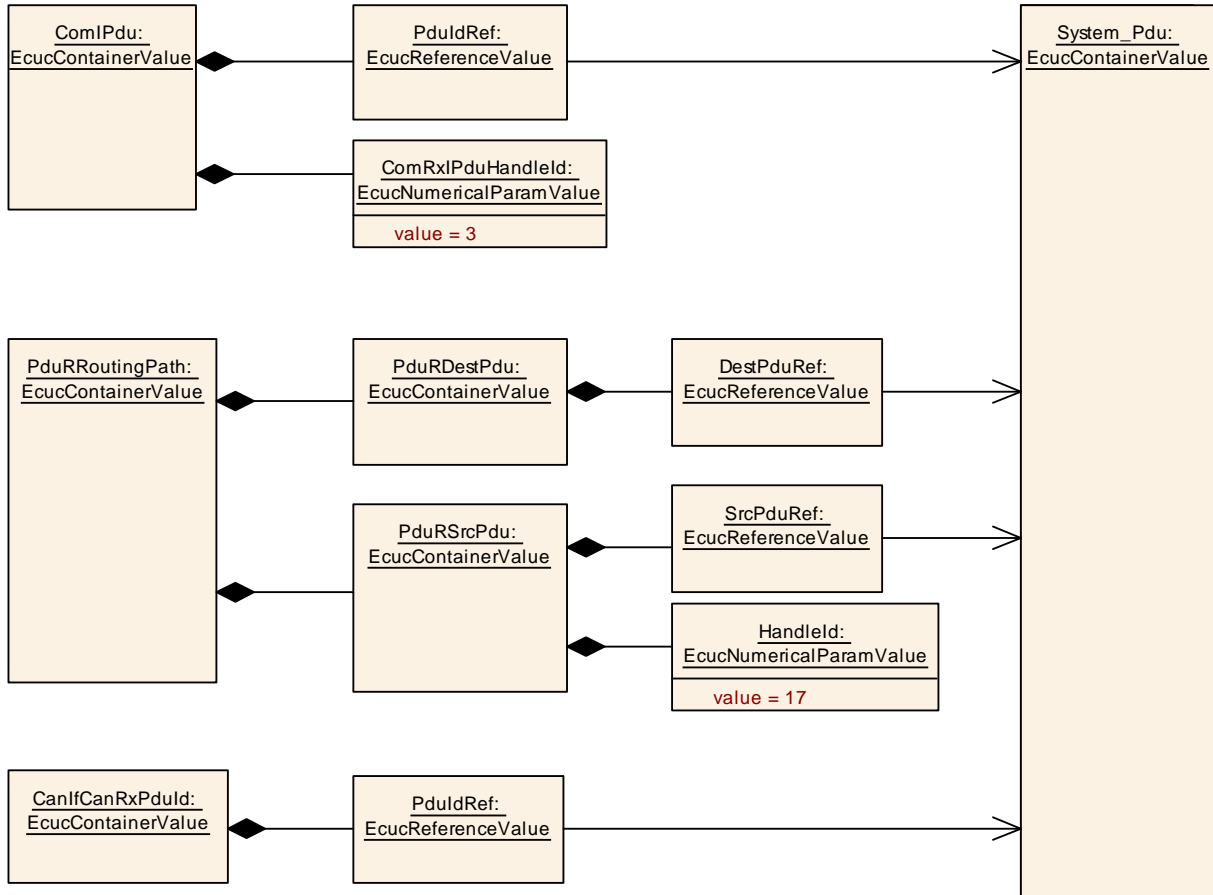 ComIPdu:
EcucContainerValue
PduIdRef:
EcucReferenceValue
System_Pdu:
EcucContainerValue
ComRxIPduHandleId:
EcucNumericalParamValue
value = 3
PduRRoutingPath:
EcucContainerValue
PduRDestPdu:
EcucContainerValue
DestPduRef:
EcucReferenceValue
PduRSrcPdu:
EcucContainerValue
SrcPduRef:
EcucReferenceValue
HandleId:
EcucNumericalParamValue
value = 17
CanIfCanRxPduId:
EcucContainerValue
PduIdRef:
EcucReferenceValue